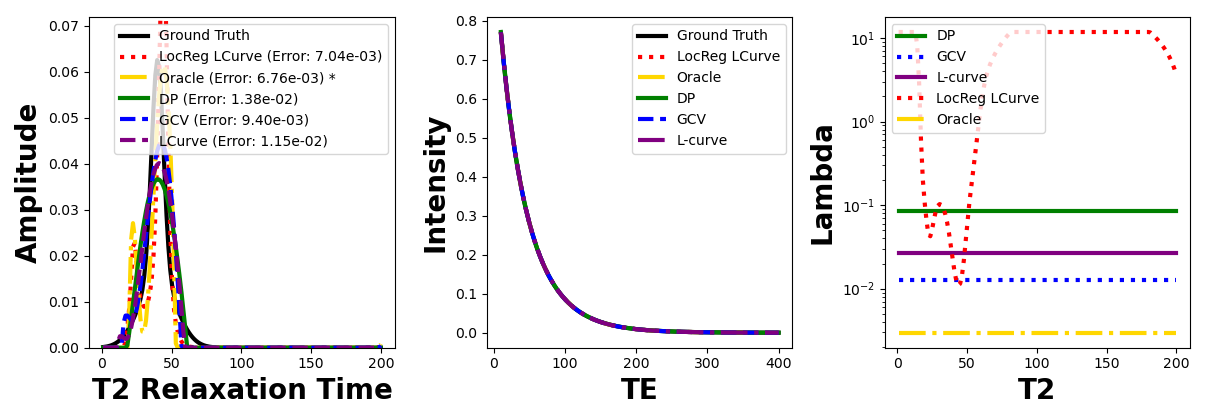 0.07
0.06
0.05
0.04
0.03
0.02
0.01
0.00
Amplitude
Ground Truth
LocReg LCurve (Error: 7.04e-03)
Oracle (Error: 6.76e-03) *
DP (Error: 1.38e-02)
GCV (Error: 9.40e-03)
LCurve (Error: 1.15e-02)
0 50 100 150 200
T2 Relaxation Time
0.8
0.7
0.6
0.5
0.4
0.3
0.2
0.1
0.0
Intensity
Ground Truth
LocReg LCurve
Oracle
DP
GCV
L-curve
0 100 200 300 400
TE
10¹
10⁰
10⁻¹
10⁻²
Lambda
DP
GCV
L-curve
LocReg LCurve
Oracle
0 50 100 150 200
T2